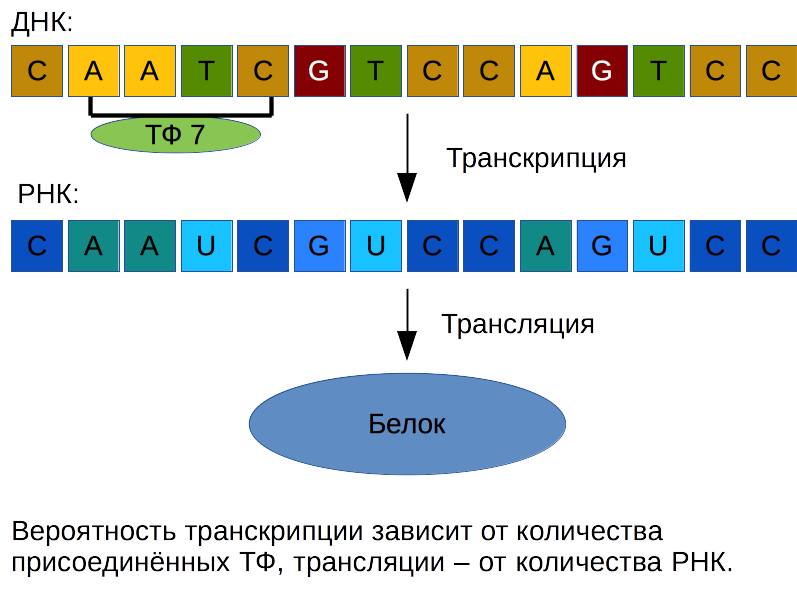 ДНК:
C A A T C G T C C A G T C C
ТФ 7
Транскрипция
РНК:
C A A U C G U C C A G U C C
Трансляция
Белок
Вероятность транскрипции зависит от количества
присоединённых ТФ, трансляции – от количества РНК.